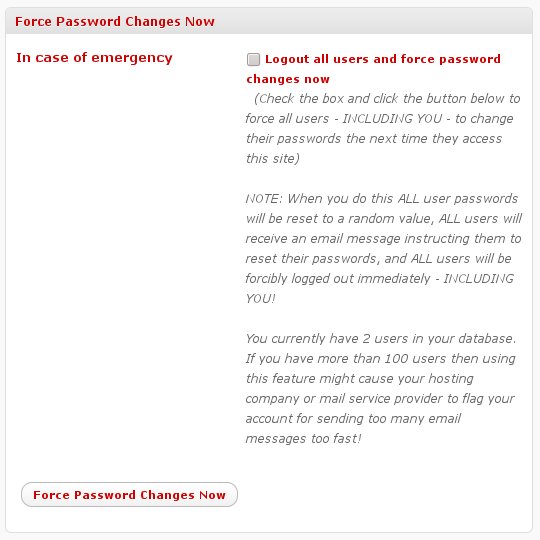 Force Password Changes Now
In case of emergency
Logout all users and force password
changes now
(Check the box and click the button below to
force all users - INCLUDING YOU - to change
their passwords the next time they access
this site)
NOTE: When you do this ALL user passwords
will be reset to a random value, ALL users will
receive an email message instructing them to
reset their passwords, and ALL users will be
forcibly logged out immediately - INCLUDING
YOU!
You currently have 2 users in your database.
If you have more than 100 users then using
this feature might cause your hosting
company or mail service provider to flag your
account for sending too many email
messages too fast!
Force Password Changes Now